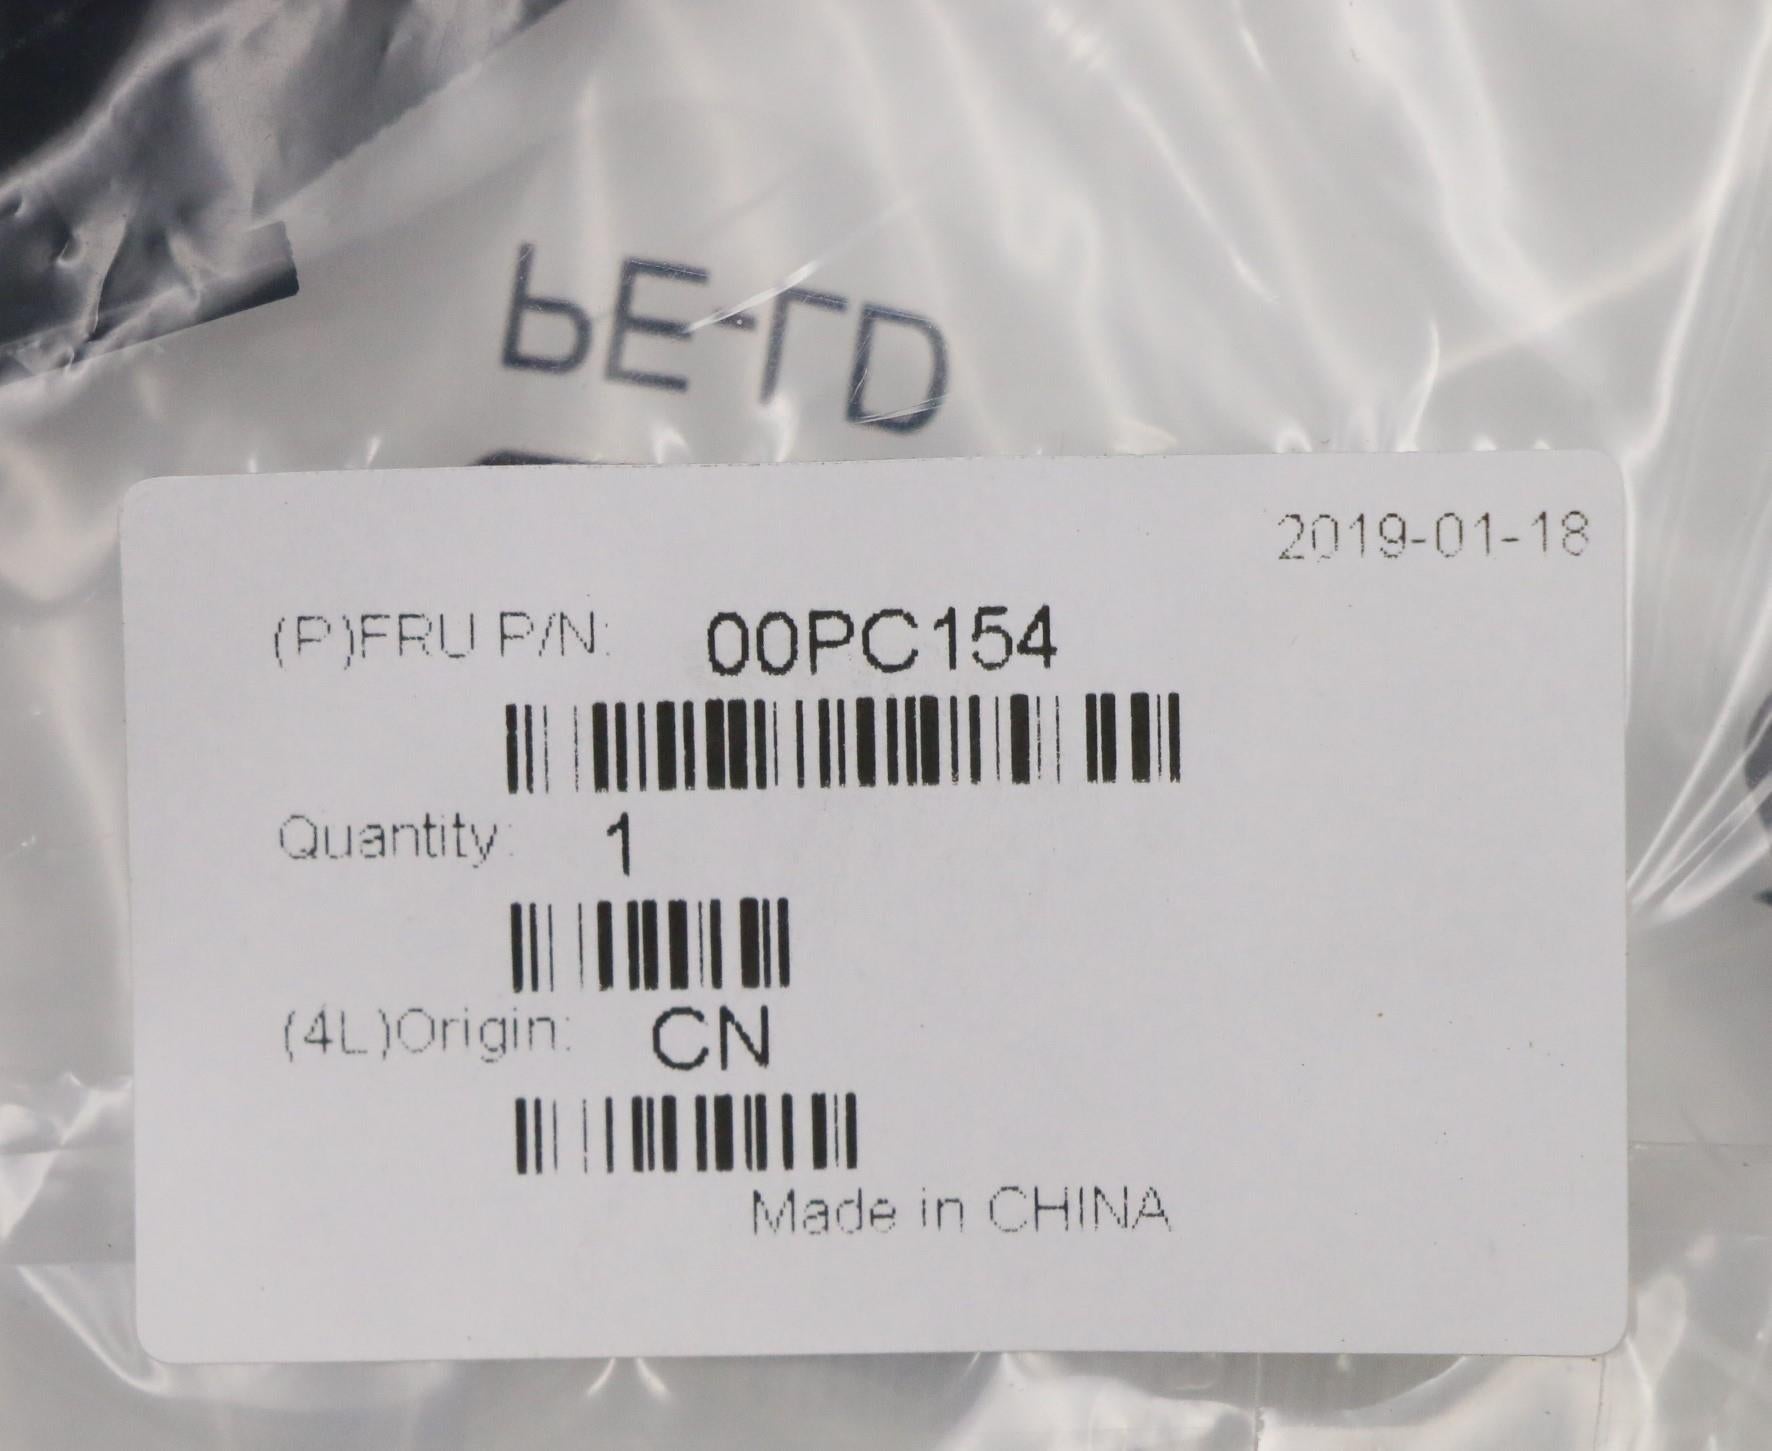 PE-LD
2019-01-18
(P)FRU P/N: 00PC154
Quantity: 1
(4L)Origin: CN
Made in CHINA